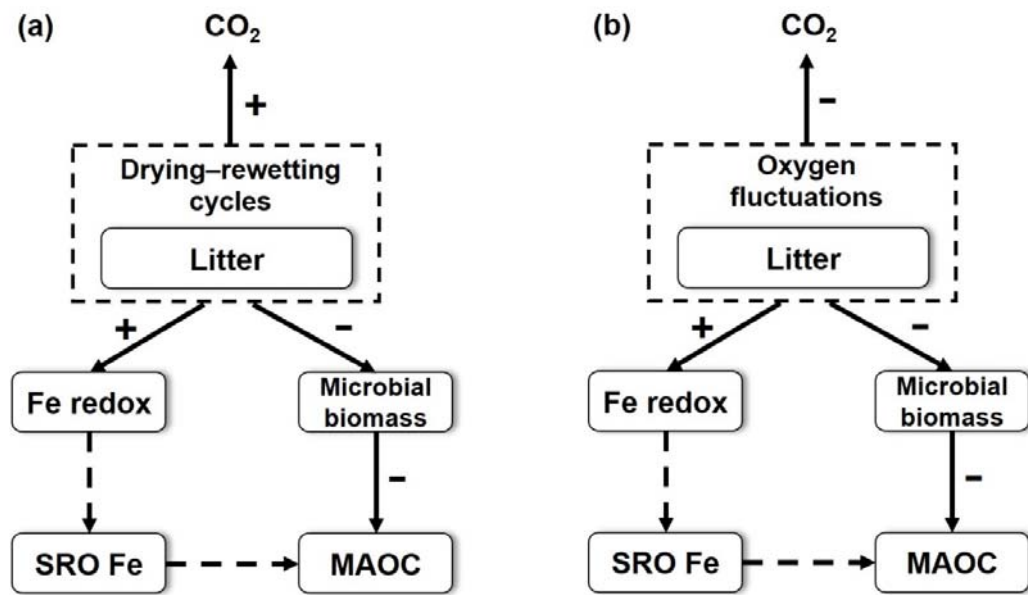 (a)
CO₂
+
Drying–rewetting
cycles
Litter
+
-
Fe redox
Microbial
biomass
-
SRO Fe
MAOC
(b)
CO₂
-
Oxygen
fluctuations
Litter
+
-
Fe redox
Microbial
biomass
-
SRO Fe
MAOC